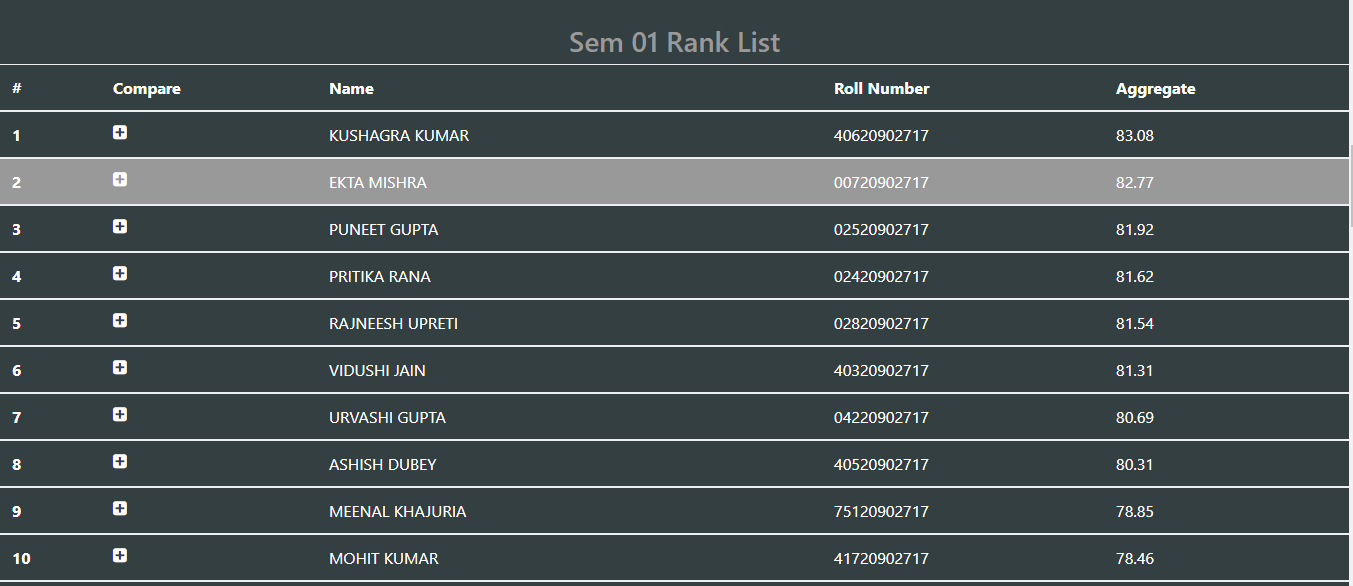 Sem 01 Rank List
# Compare Name Roll Number Aggregate
1 KUSHAGRA KUMAR 40620902717 83.08
2 EKTA MISHRA 00720902717 82.77
3 PUNEET GUPTA 02520902717 81.92
4 PRITIKA RANA 02420902717 81.62
5 RAJNEESH UPRETI 02820902717 81.54
6 VIDUSHI JAIN 40320902717 81.31
7 URVASHI GUPTA 04220902717 80.69
8 ASHISH DUBEY 40520902717 80.31
9 MEENAL KHAJURIA 75120902717 78.85
10 MOHIT KUMAR 41720902717 78.46